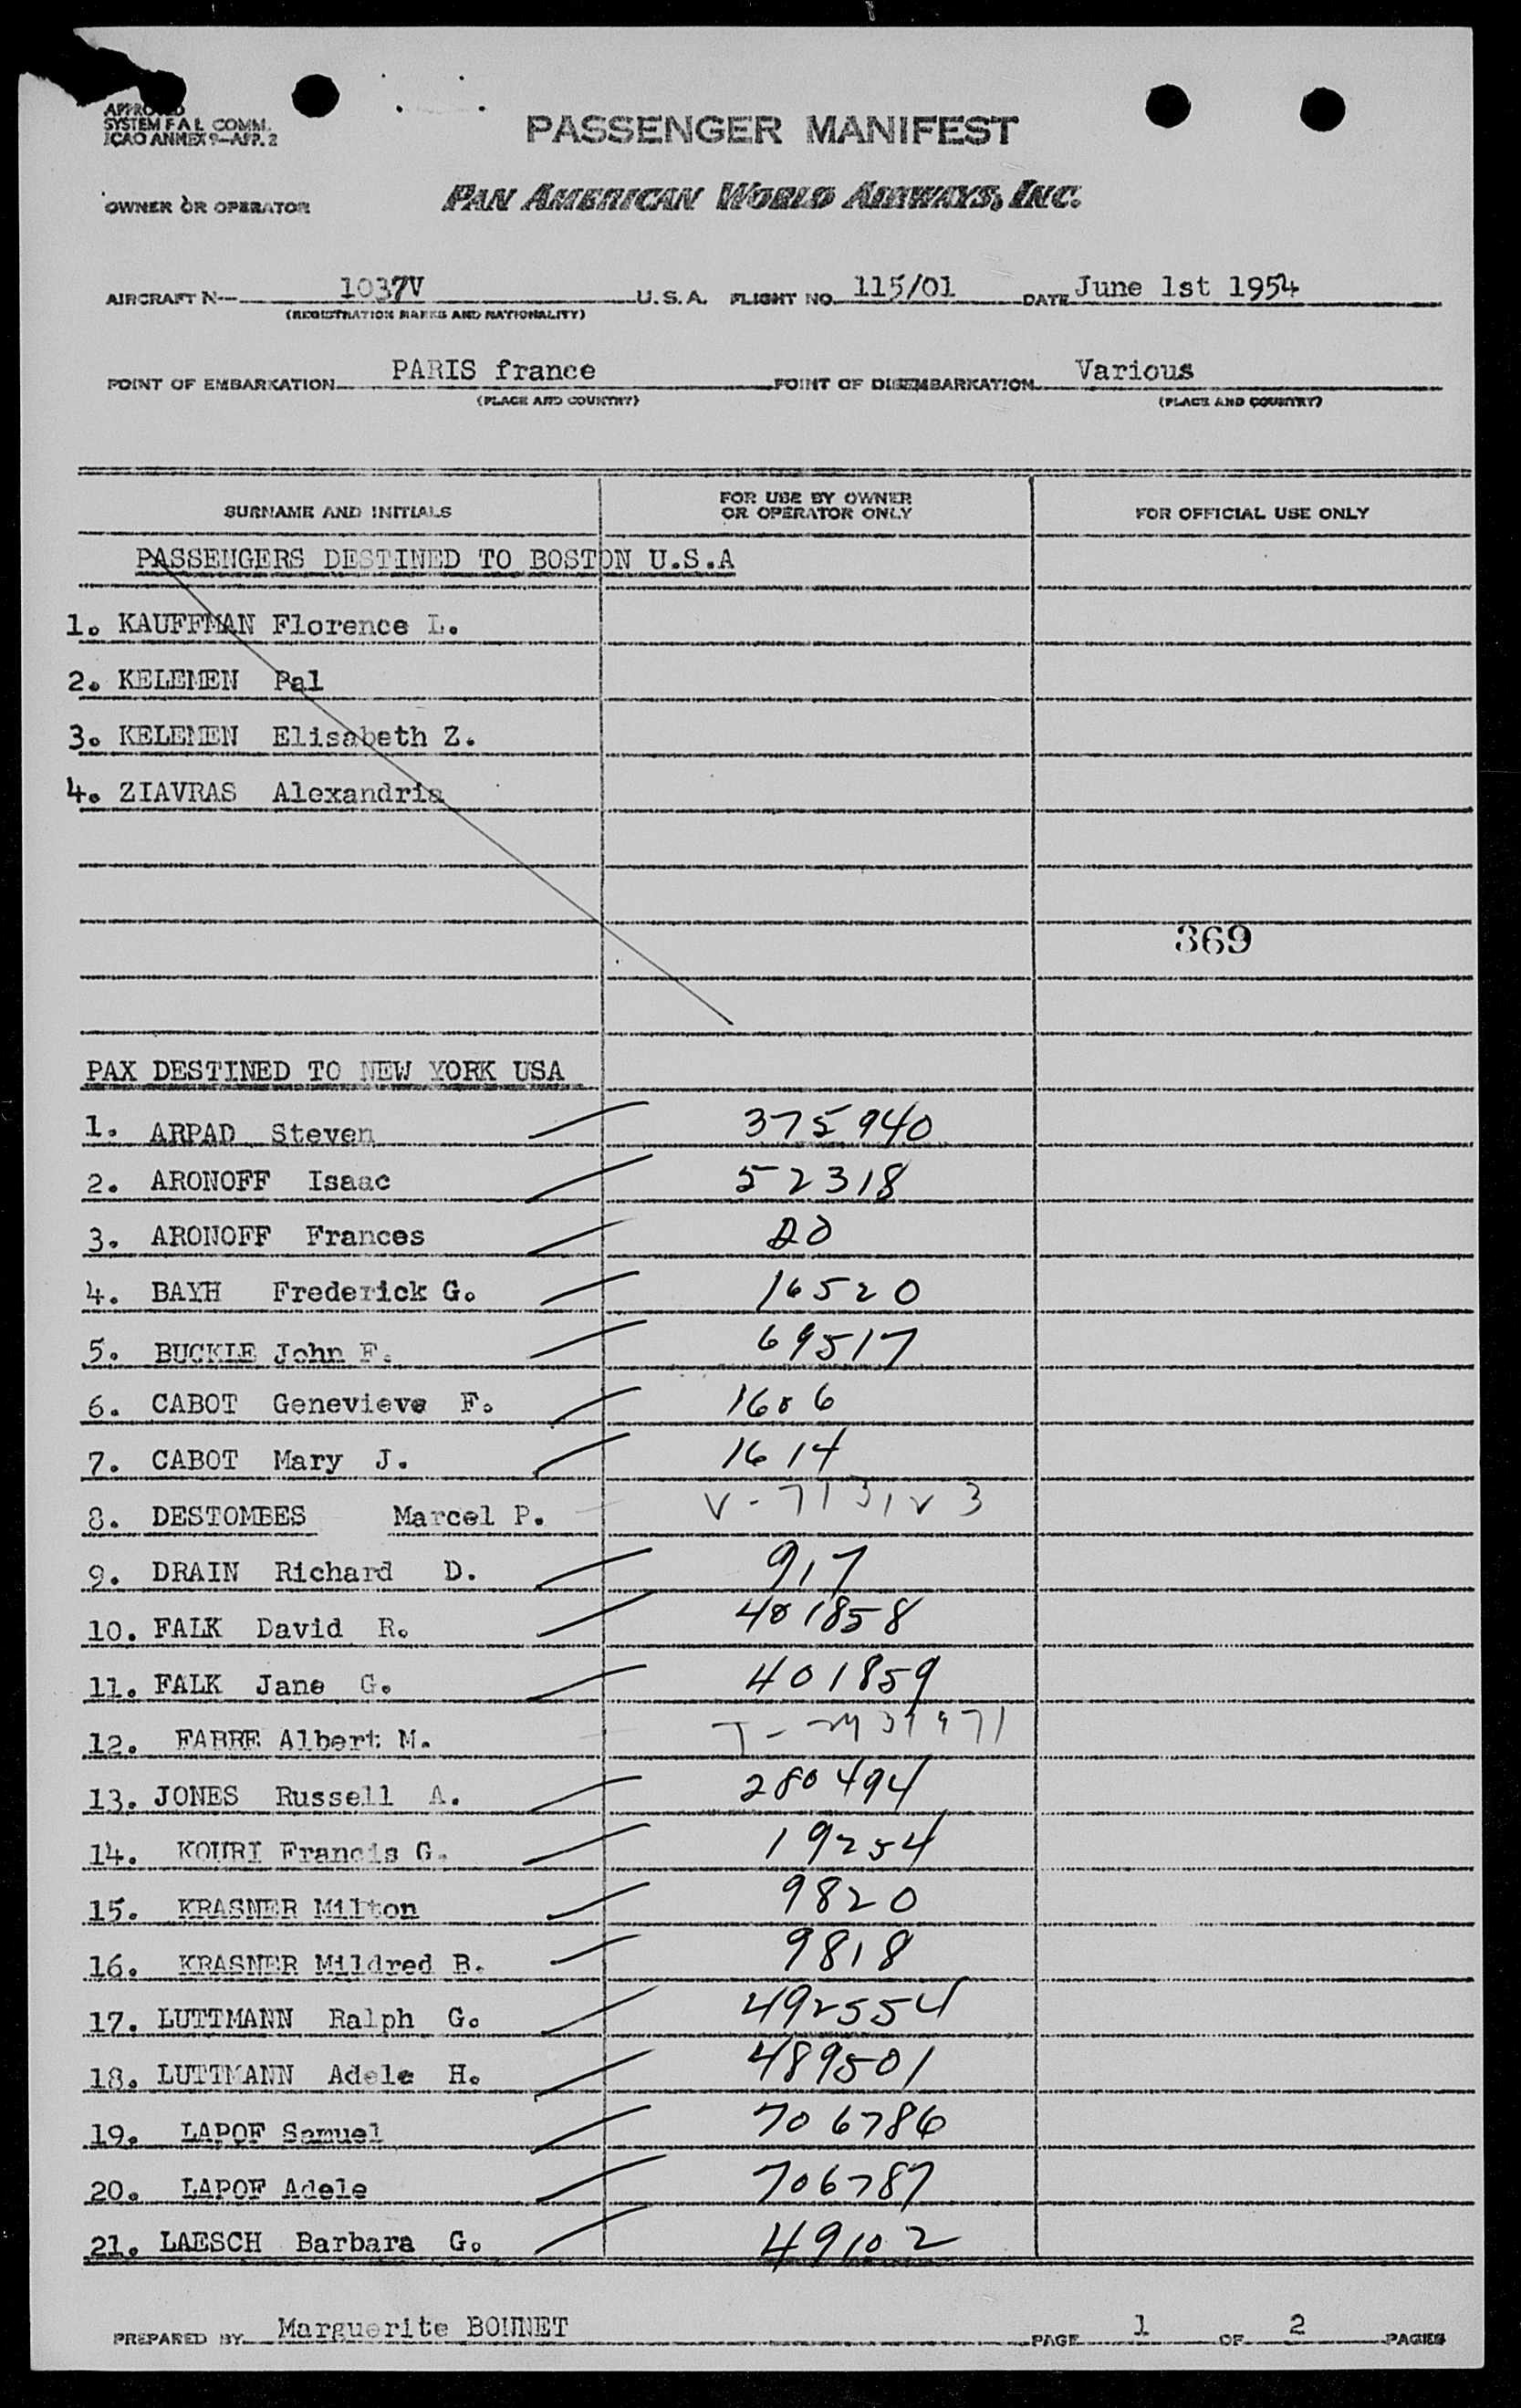 APPROVED
SYSTEM F A L COMM.
ICAO ANNEX 9—APP. 2
PASSENGER MANIFEST
OWNER OR OPERATOR PAN AMERICAN WORLD AIRWAYS, INC.
AIRCRAFT N— 1037V U.S.A. FLIGHT NO. 115/01 DATE June 1st 1954
(REGISTRATION MARKS AND NATIONALITY)
POINT OF EMBARKATION PARIS france POINT OF DISEMBARKATION Various
(PLACE AND COUNTRY) (PLACE AND COUNTRY)
SURNAME AND INITIALS FOR USE BY OWNER OR OPERATOR ONLY FOR OFFICIAL USE ONLY
PASSENGERS DESTINED TO BOSTON U.S.A
1. KAUFFMAN Florence L.
2. KELEMEN Pal
3. KELEMEN Elisabeth Z.
4. ZIAVRAS Alexandria
369
PAX DESTINED TO NEW YORK USA
1. ARPAD Steven 375940
2. ARONOFF Isaac 52318
3. ARONOFF Frances DO
4. BAYH Frederick G. 16520
5. BUCKLE John F. 69517
6. CABOT Genevieve F. 1606
7. CABOT Mary J. 1614
8. DESTOMBES Marcel P.
9. DRAIN Richard D. 917
10. FALK David R. 401858
11. FALK Jane G. 401859
12. FABRE Albert M.
13. JONES Russell A. 280494
14. KOURI Francis G. 19254
15. KRASNER Milton 9820
16. KRASNER Mildred B. 9818
17. LUTTMANN Ralph G. 492554
18. LUTTMANN Adele H. 489501
19. LAPOF Samuel 706786
20. LAPOF Adele 706787
21. LAESCH Barbara G. 49102
PREPARED BY Marguerite BONNET PAGE 1 OF 2 PAGES